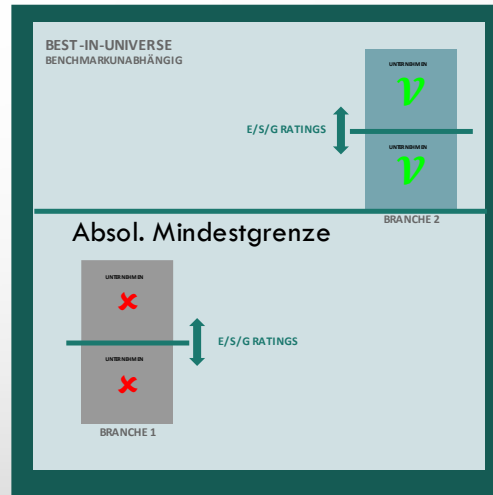 BEST-IN-UNIVERSE
BENCHMARKUNABHÄNGIG
UNTERNEHMEN
E/S/G RATINGS
UNTERNEHMEN
BRANCHE 2
Absol. Mindestgrenze
UNTERNEHMEN
E/S/G RATINGS
UNTERNEHMEN
BRANCHE 1